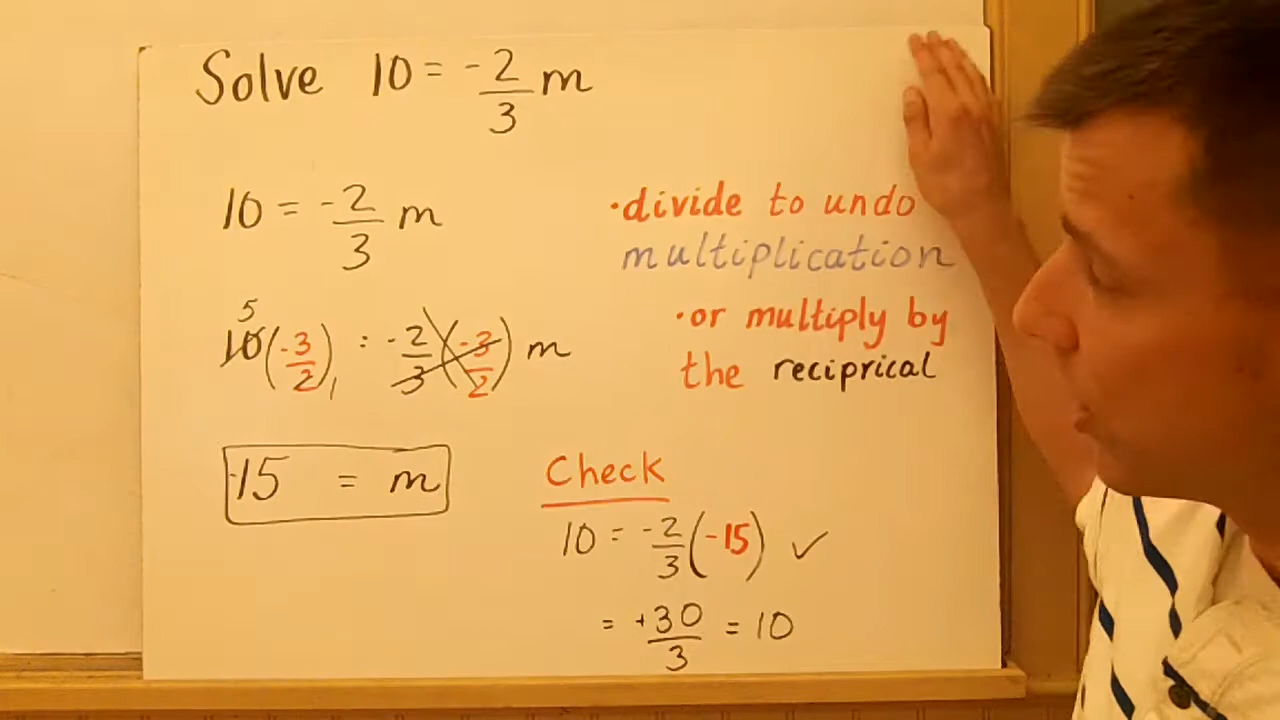 Solve 10 = -2/3 m
10 = -2/3 m
·divide to undo
multiplication
5
10(-3/2)1 = -2/3(-3/2) m
·or multiply by
the reciprical
-15 = m
Check
10 = -2/3(-15) ✓
= +30/3 = 10